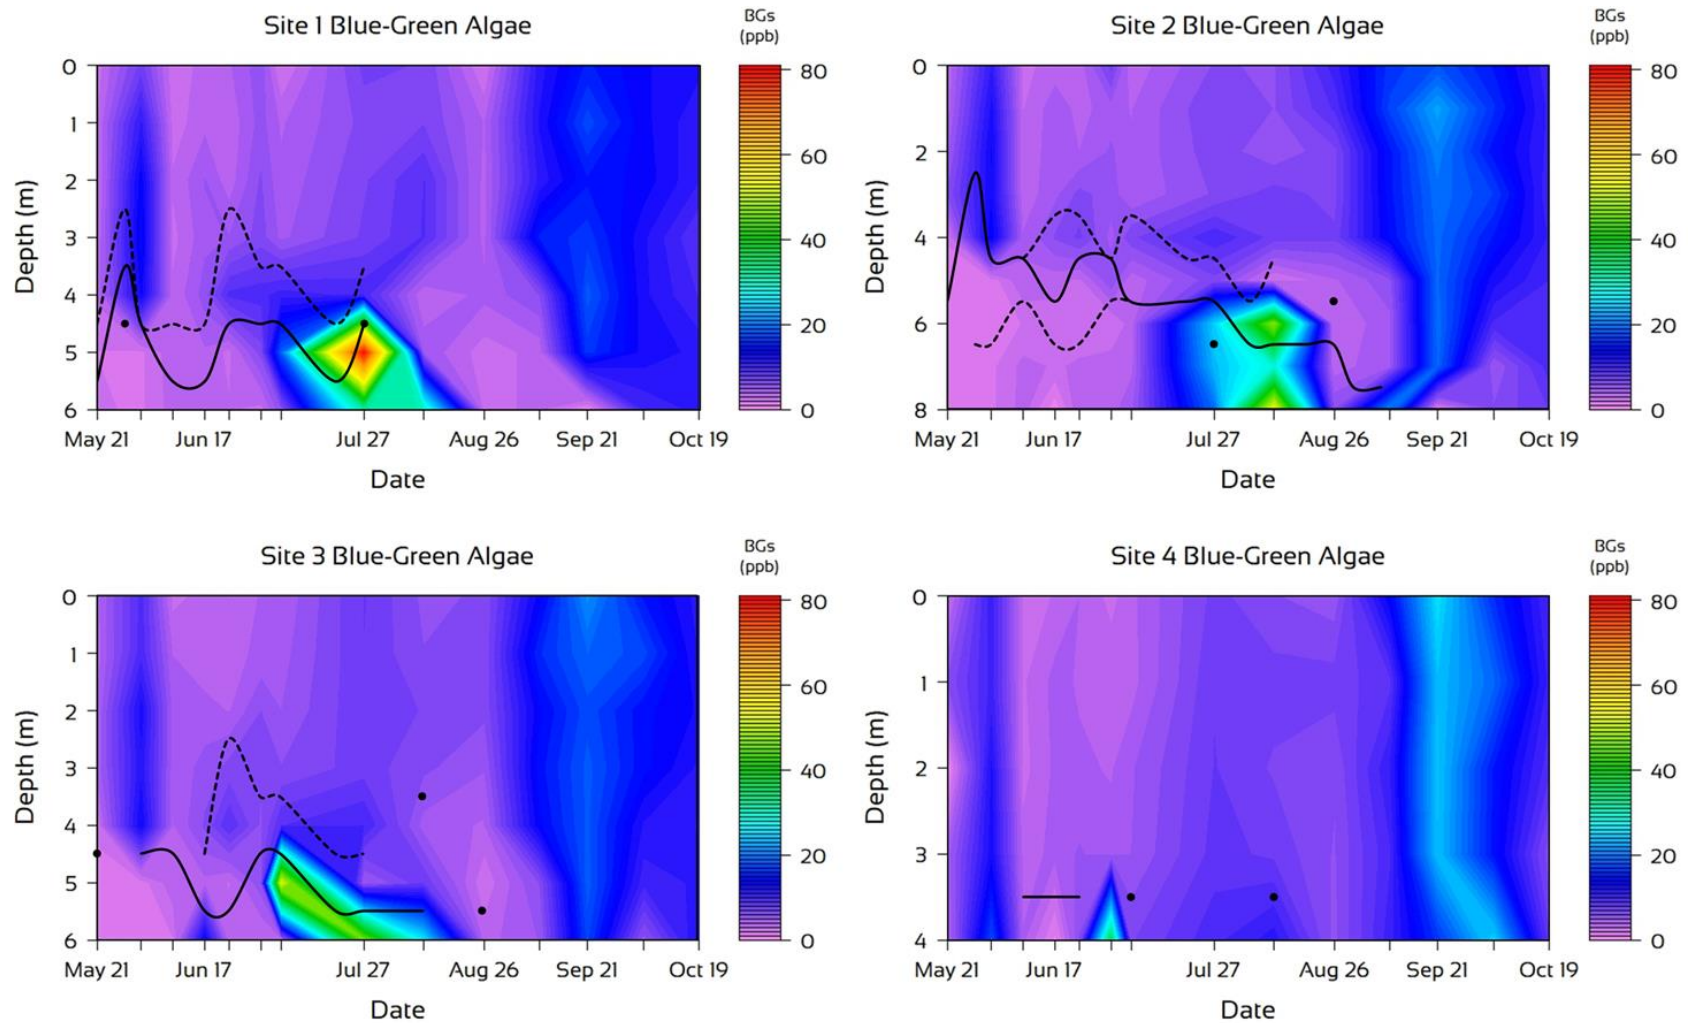 Site 1 Blue-Green Algae
BGs
(ppb)
0
1
2
3
4
5
6
Depth (m)
80
60
40
20
0
May 21
Jun 17
Jul 27
Aug 26
Sep 21
Oct 19
Date
Site 2 Blue-Green Algae
BGs
(ppb)
0
2
4
6
8
Depth (m)
80
60
40
20
0
May 21
Jun 17
Jul 27
Aug 26
Sep 21
Oct 19
Date
Site 3 Blue-Green Algae
BGs
(ppb)
0
1
2
3
4
5
6
Depth (m)
80
60
40
20
0
May 21
Jun 17
Jul 27
Aug 26
Sep 21
Oct 19
Date
Site 4 Blue-Green Algae
BGs
(ppb)
0
1
2
3
4
Depth (m)
80
60
40
20
0
May 21
Jun 17
Jul 27
Aug 26
Sep 21
Oct 19
Date